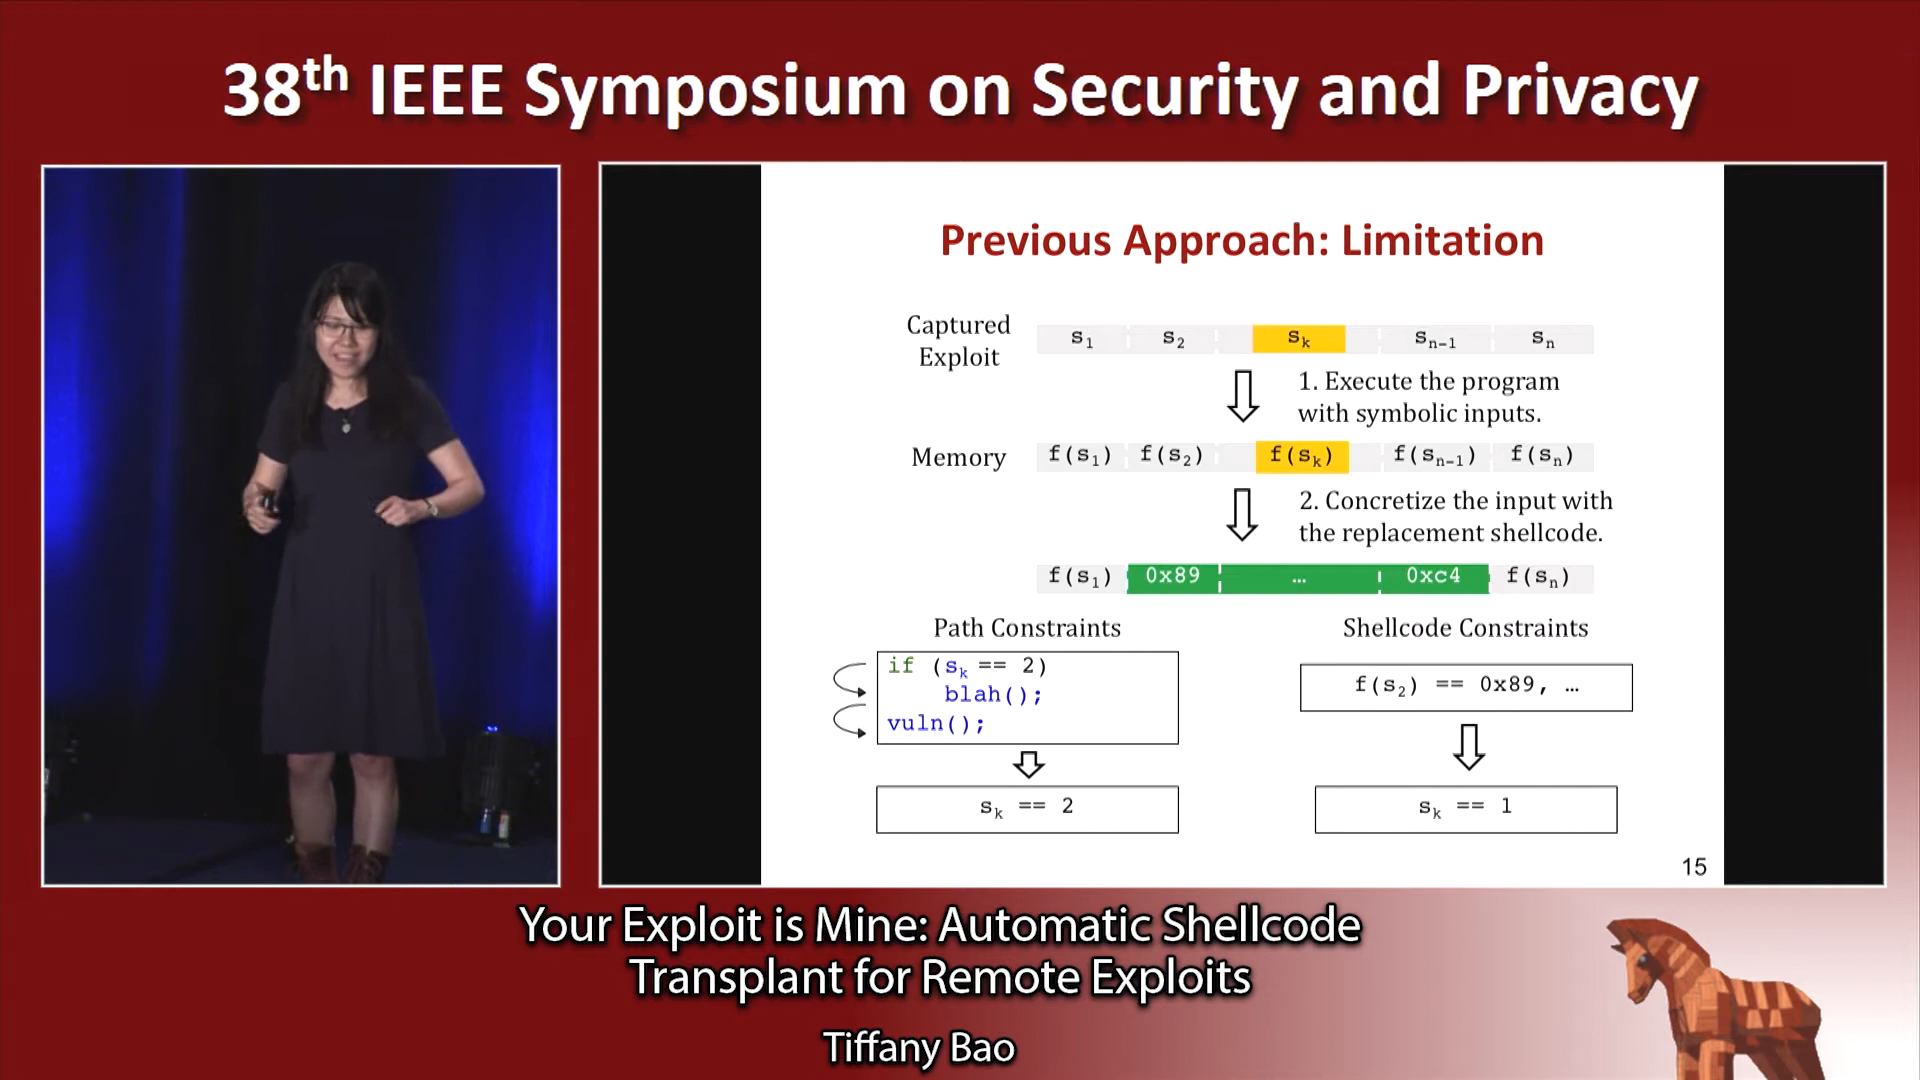 38th IEEE Symposium on Security and Privacy
Previous Approach: Limitation
Captured
Exploit
s1 s2 sk sn-1 sn
1. Execute the program
with symbolic inputs.
Memory
f(s1) f(s2) f(sk) f(sn-1) f(sn)
2. Concretize the input with
the replacement shellcode.
f(s1) 0x89 … 0xc4 f(sn)
Path Constraints
if (sk == 2)
blah();
vuln();
sk == 2
Shellcode Constraints
f(s2) == 0x89, …
sk == 1
15
Your Exploit is Mine: Automatic Shellcode
Transplant for Remote Exploits
Tiffany Bao